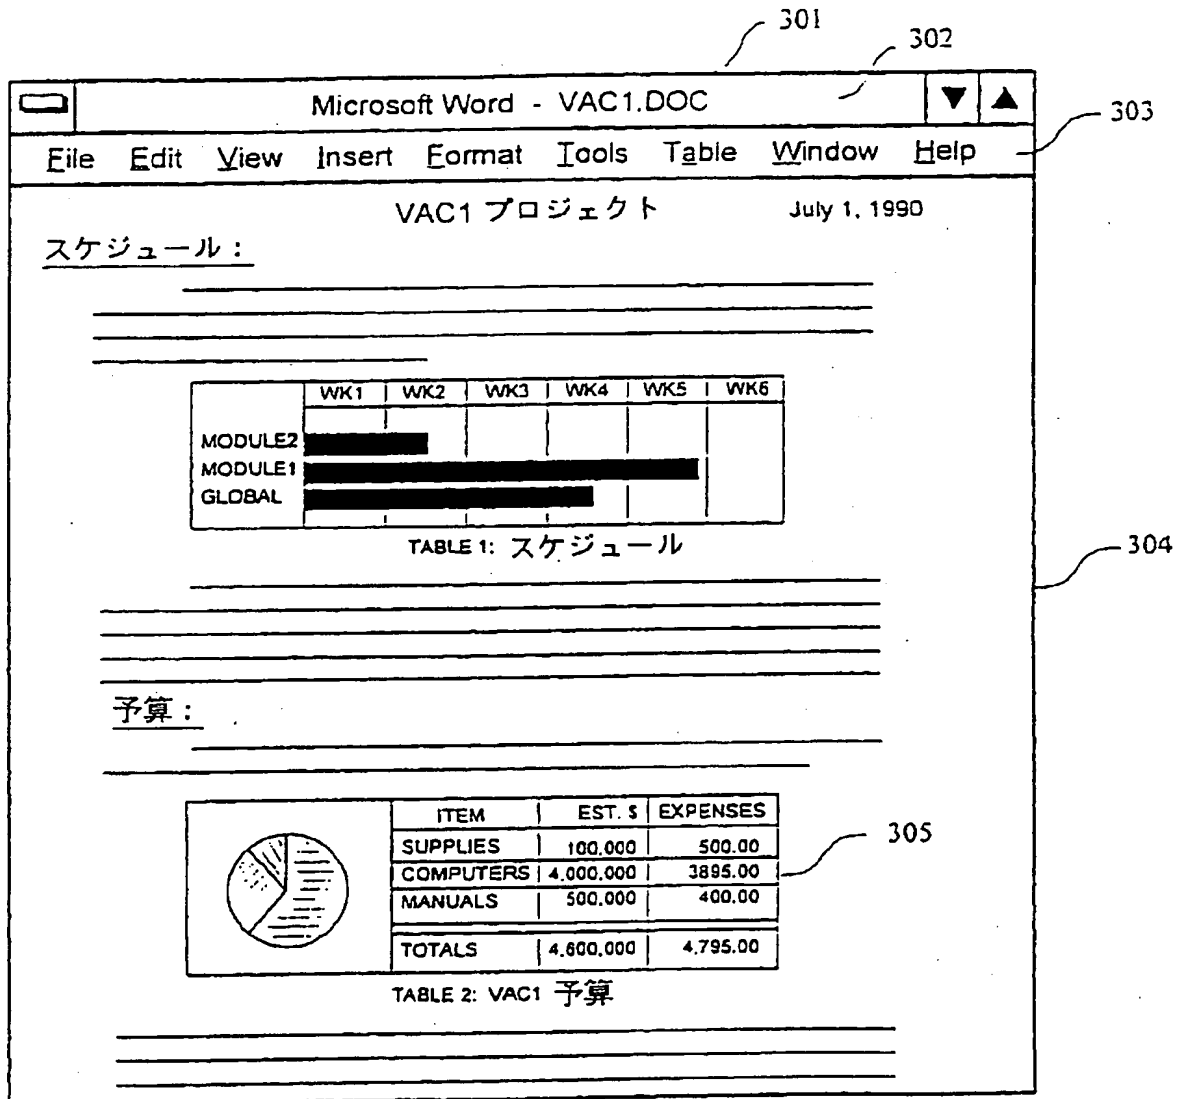 301
302
Microsoft Word - VAC1.DOC
303
File Edit View Insert Format Tools Table Window Help
VAC1 プロジェクト July 1, 1990
スケジュール：
WK1 WK2 WK3 WK4 WK5 WK6
MODULE2
MODULE1
GLOBAL
TABLE 1: スケジュール
304
予算：
ITEM EST. $ EXPENSES
305
SUPPLIES 100,000 500.00
COMPUTERS 4,000,000 3895.00
MANUALS 500,000 400.00
TOTALS 4,600,000 4,795.00
TABLE 2: VAC1 予算